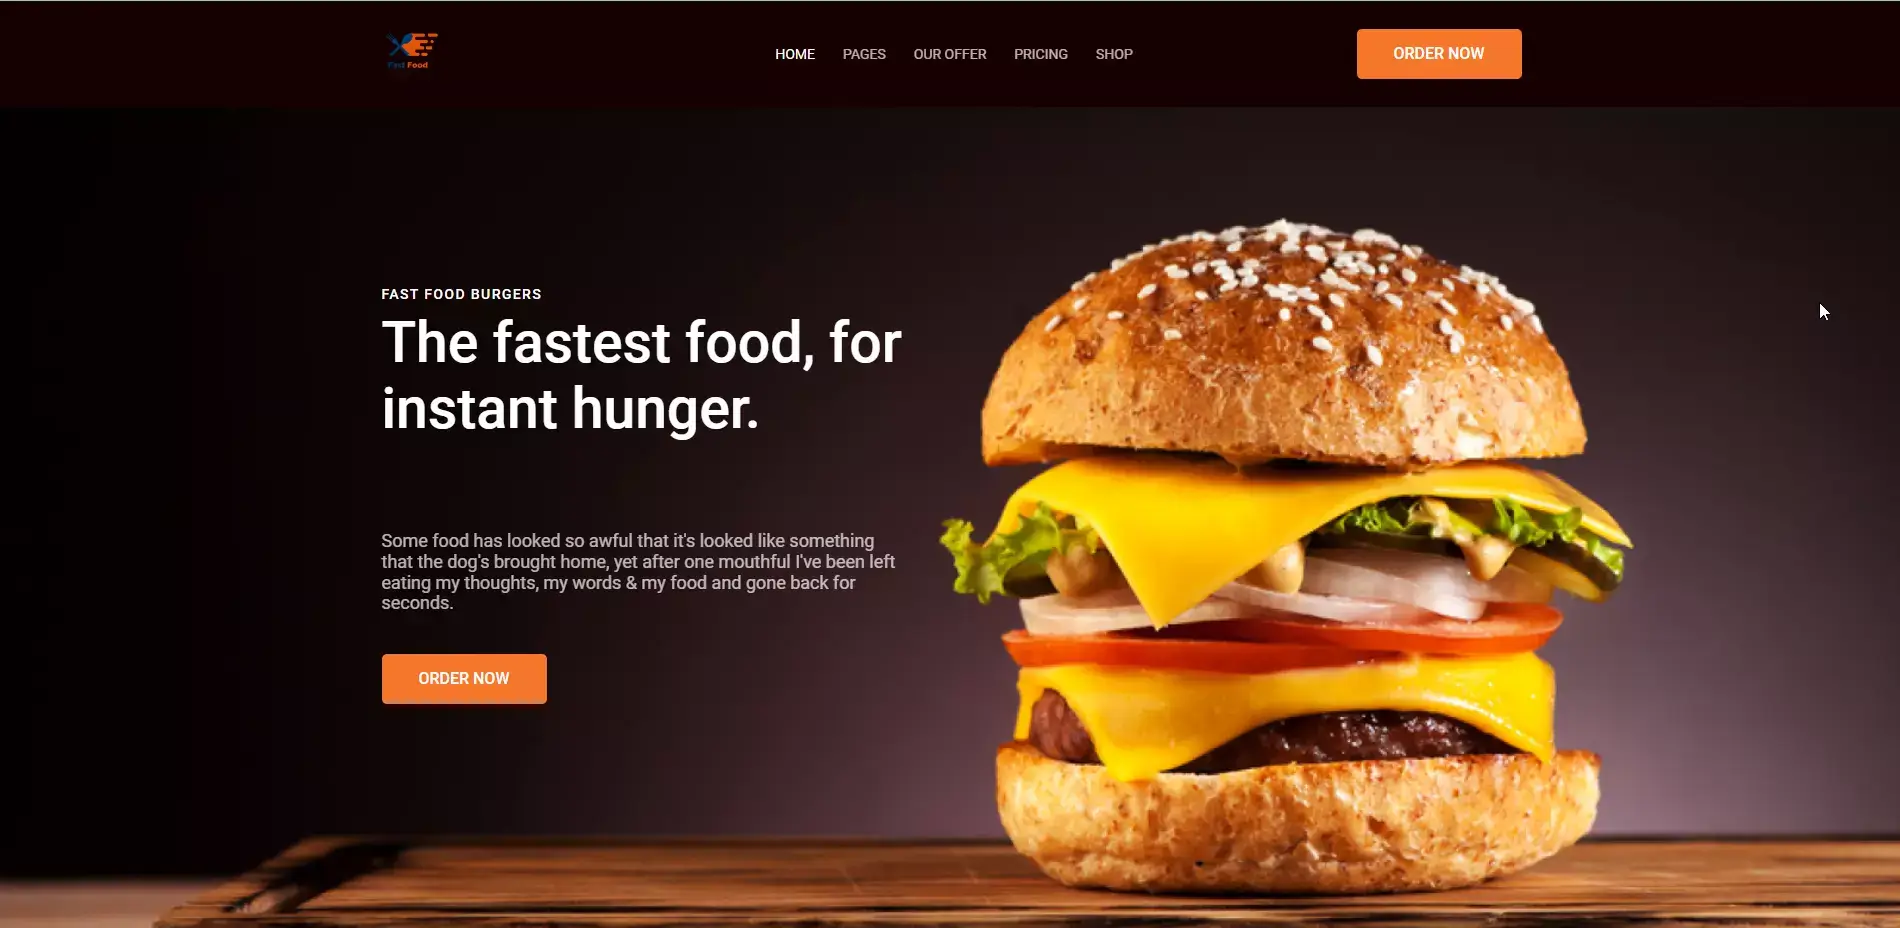 Fast Food
HOME
PAGES
OUR OFFER
PRICING
SHOP
ORDER NOW
FAST FOOD BURGERS
The fastest food, for
instant hunger.
Some food has looked so awful that it's looked like something
that the dog's brought home, yet after one mouthful I've been left
eating my thoughts, my words & my food and gone back for
seconds.
ORDER NOW